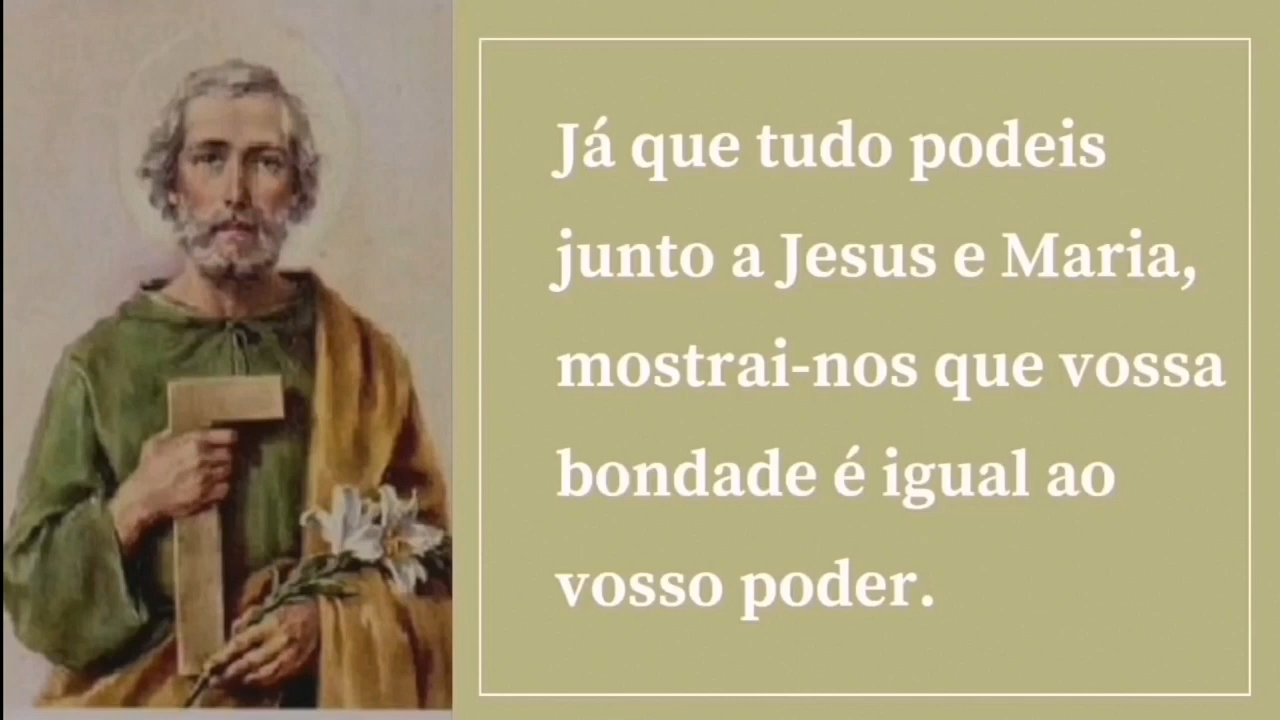 Já que tudo podeis
junto a Jesus e Maria,
mostrai-nos que vossa
bondade é igual ao
vosso poder.